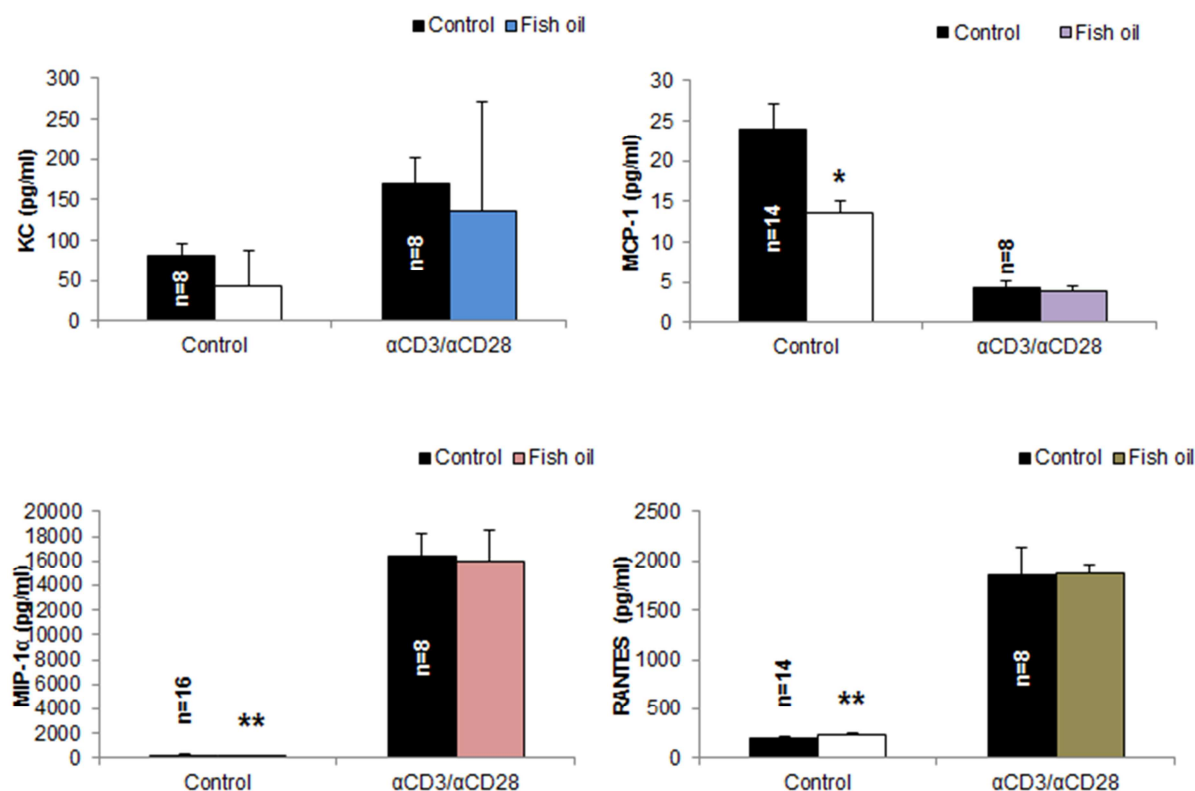 ■ Control ■ Fish oil
300
250
200
150
100
50
0
KC (pg/ml)
n=8
n=8
Control
αCD3/αCD28
■ Control ■ Fish oil
30
25
20
15
10
5
0
MCP-1 (pg/ml)
n=14
*
n=8
Control
αCD3/αCD28
■ Control ■ Fish oil
20000
18000
16000
14000
12000
10000
8000
6000
4000
2000
0
MIP-1α (pg/ml)
n=16
**
n=8
Control
αCD3/αCD28
■ Control ■ Fish oil
2500
2000
1500
1000
500
0
RANTES (pg/ml)
n=14
**
n=8
Control
αCD3/αCD28